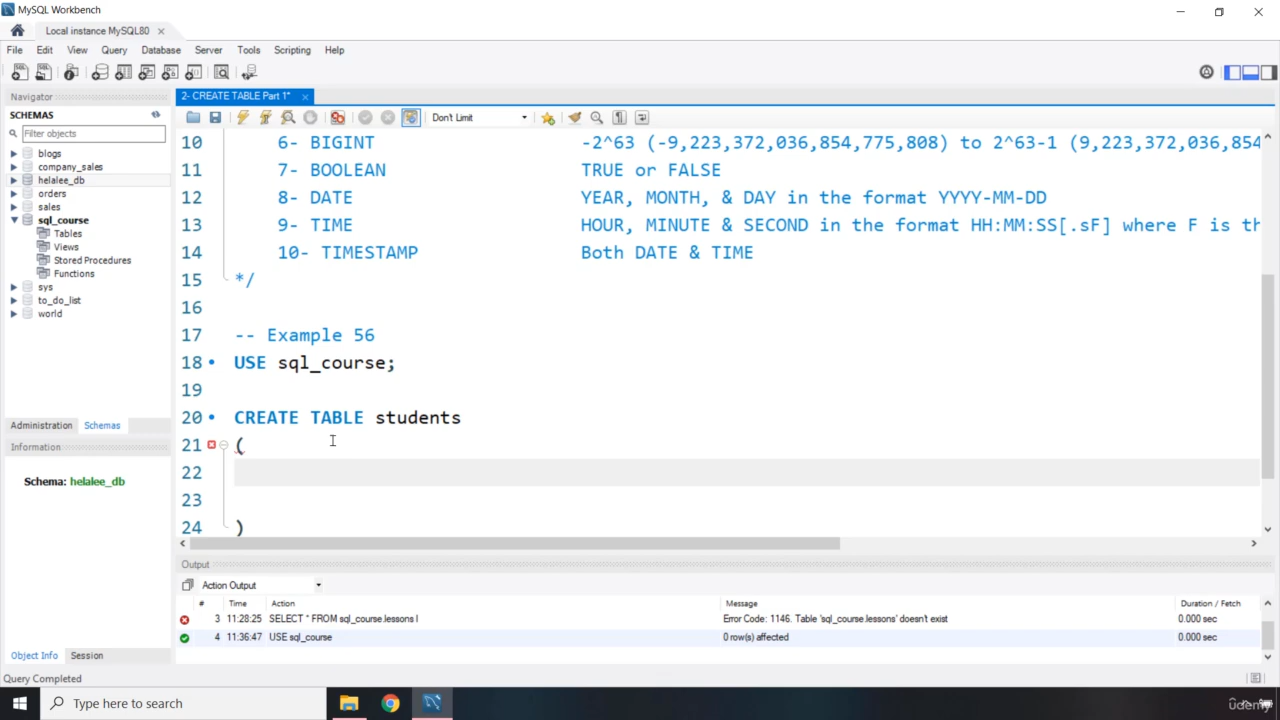 MySQL Workbench
Local instance MySQL80
File Edit View Query Database Server Tools Scripting Help
Navigator
SCHEMAS
Filter objects
blogs
company_sales
helalee_db
orders
sales
sql_course
Tables
Views
Stored Procedures
Functions
sys
to_do_list
world
Administration Schemas
Information
Schema: helalee_db
Object Info Session
Query Completed
2- CREATE TABLE Part 1*
Don't Limit
10 6- BIGINT -2^63 (-9,223,372,036,854,775,808) to 2^63-1 (9,223,372,036,854
11 7- BOOLEAN TRUE or FALSE
12 8- DATE YEAR, MONTH, & DAY in the format YYYY-MM-DD
13 9- TIME HOUR, MINUTE & SECOND in the format HH:MM:SS[.sF] where F is th
14 10- TIMESTAMP Both DATE & TIME
15 */
16
17 -- Example 56
18 USE sql_course;
19
20 CREATE TABLE students
21 (
22
23
24 )
Output
Action Output
# Time Action Message Duration / Fetch
3 11:28:25 SELECT * FROM sql_course.lessons l Error Code: 1146. Table 'sql_course.lessons' doesn't exist 0.000 sec
4 11:36:47 USE sql_course 0 row(s) affected 0.000 sec
Type here to search
udemy